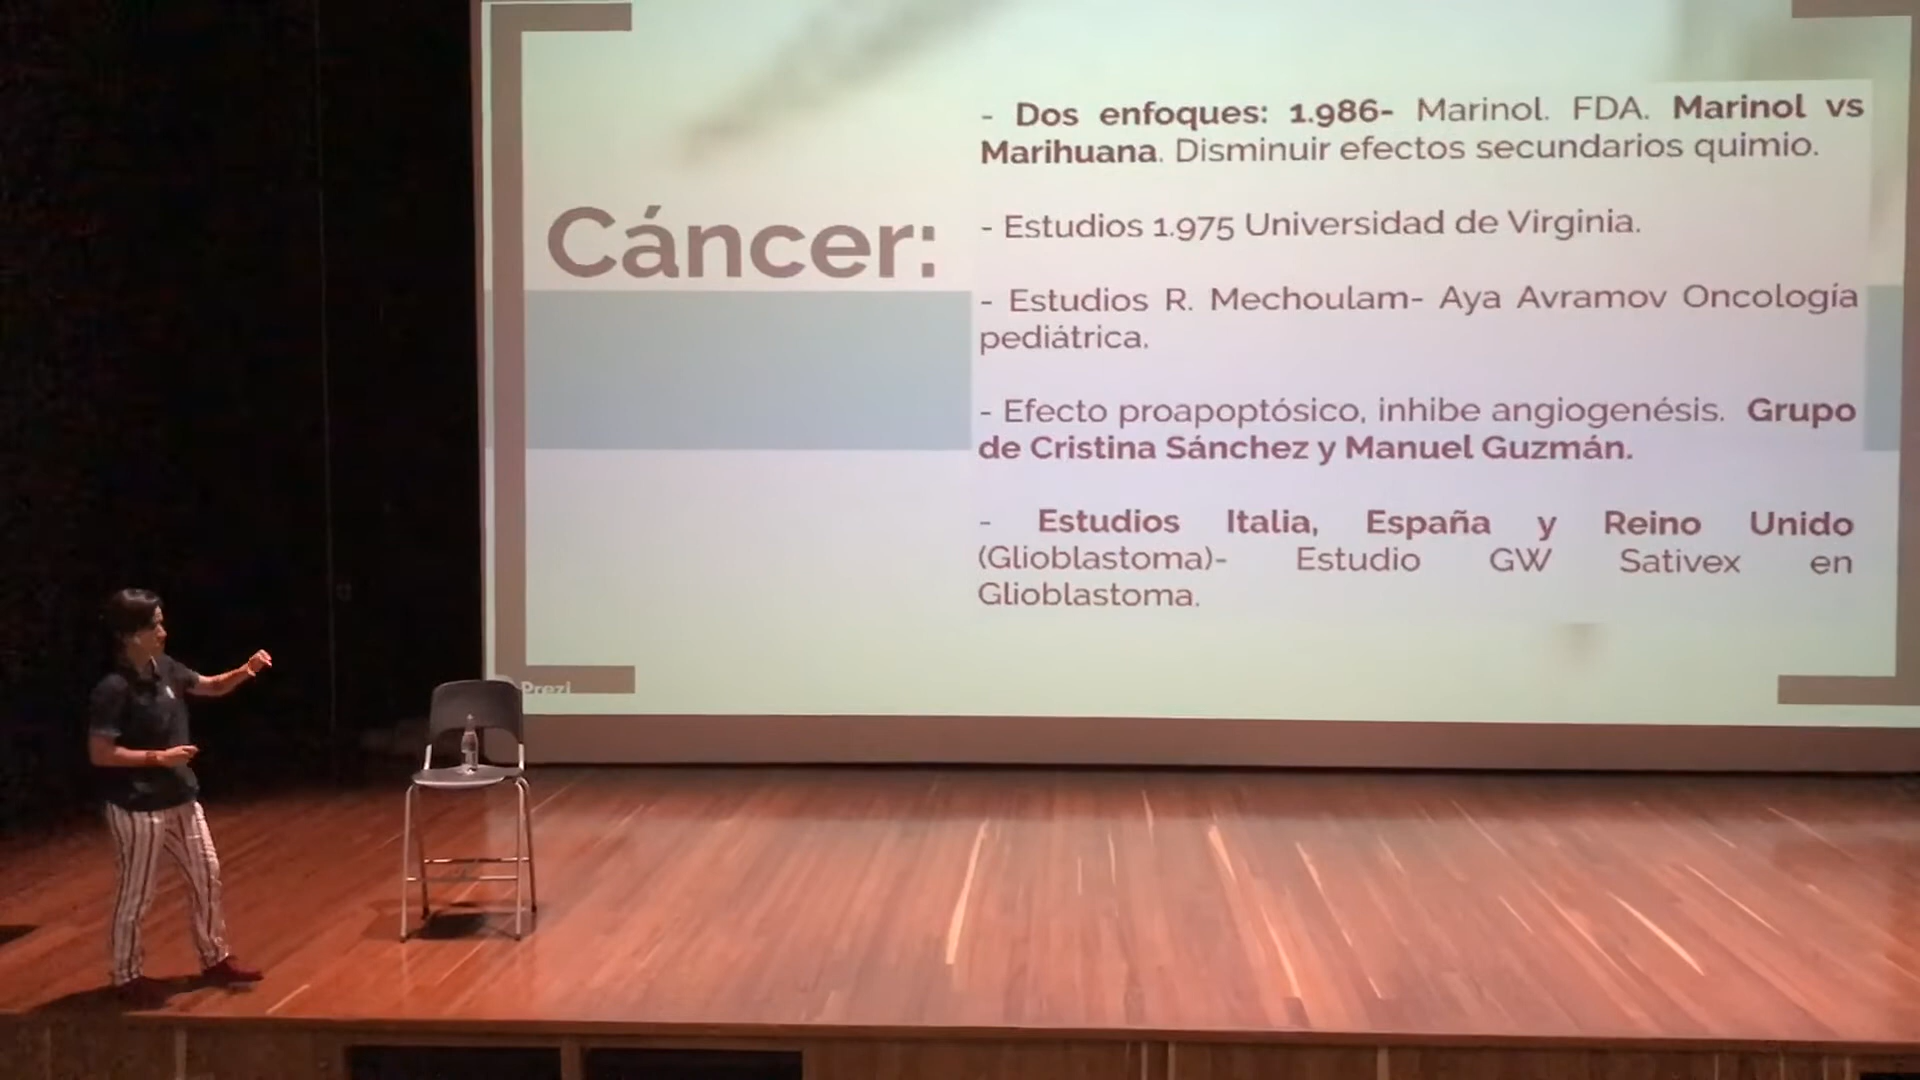 Cáncer:
- Dos enfoques: 1.986- Marinol. FDA. Marinol vs
Marihuana. Disminuir efectos secundarios quimio.
- Estudios 1.975 Universidad de Virginia.
- Estudios R. Mechoulam- Aya Avramov Oncología
pediátrica.
- Efecto proapoptósico, inhibe angiogenésis. Grupo
de Cristina Sánchez y Manuel Guzmán.
- Estudios Italia, España y Reino Unido
(Glioblastoma)- Estudio GW Sativex en
Glioblastoma.
Prezi